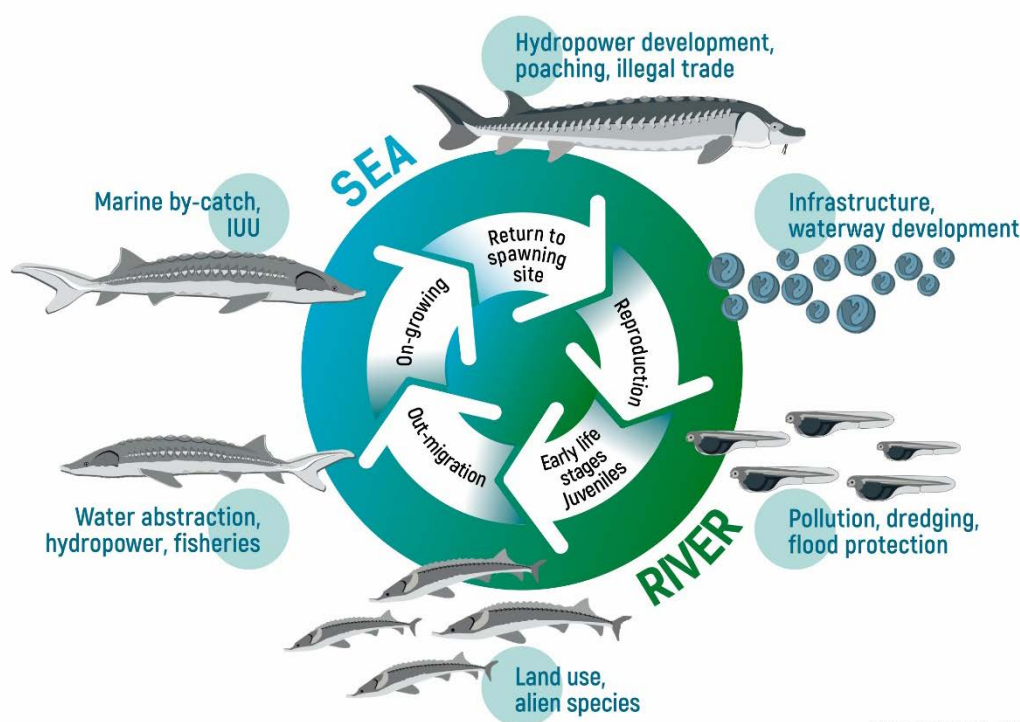 Hydropower development,
poaching, illegal trade
SEA
Marine by-catch,
IUU
Infrastructure,
waterway development
Return to
spawning
site
On-growing
Reproduction
Out-migration
Early life
stages
Juveniles
Water abstraction,
hydropower, fisheries
Pollution, dredging,
flood protection
RIVER
Land use,
alien species